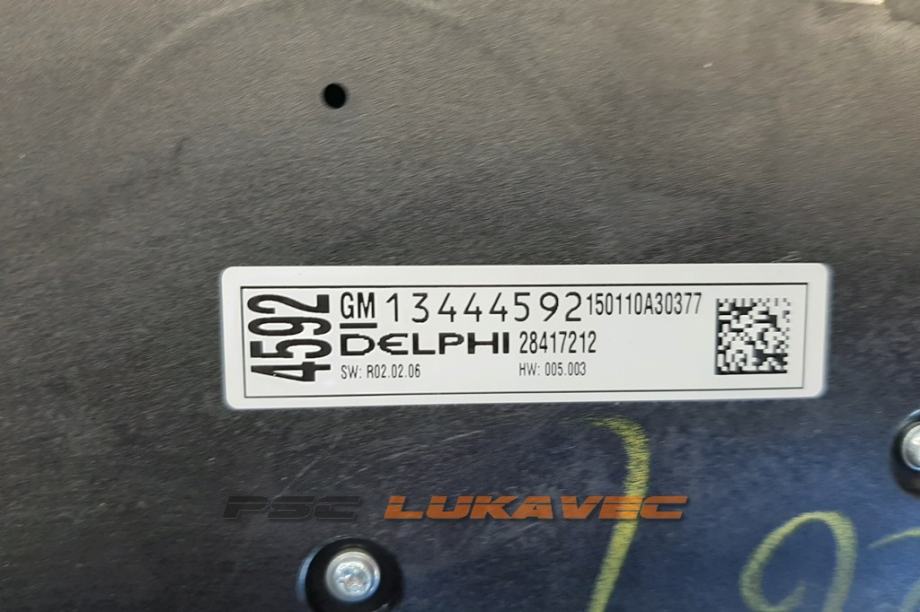 4592
GM 13444592 150110A30377
DELPHI 28417212
SW: R02.02.06 HW: 005.003
PSC LUKAVEC